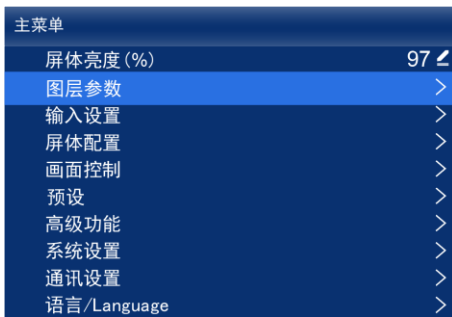 主菜单
屏体亮度(%) 97
图层参数 >
输入设置 >
屏体配置 >
画面控制 >
预设 >
高级功能 >
系统设置 >
通讯设置 >
语言/Language >